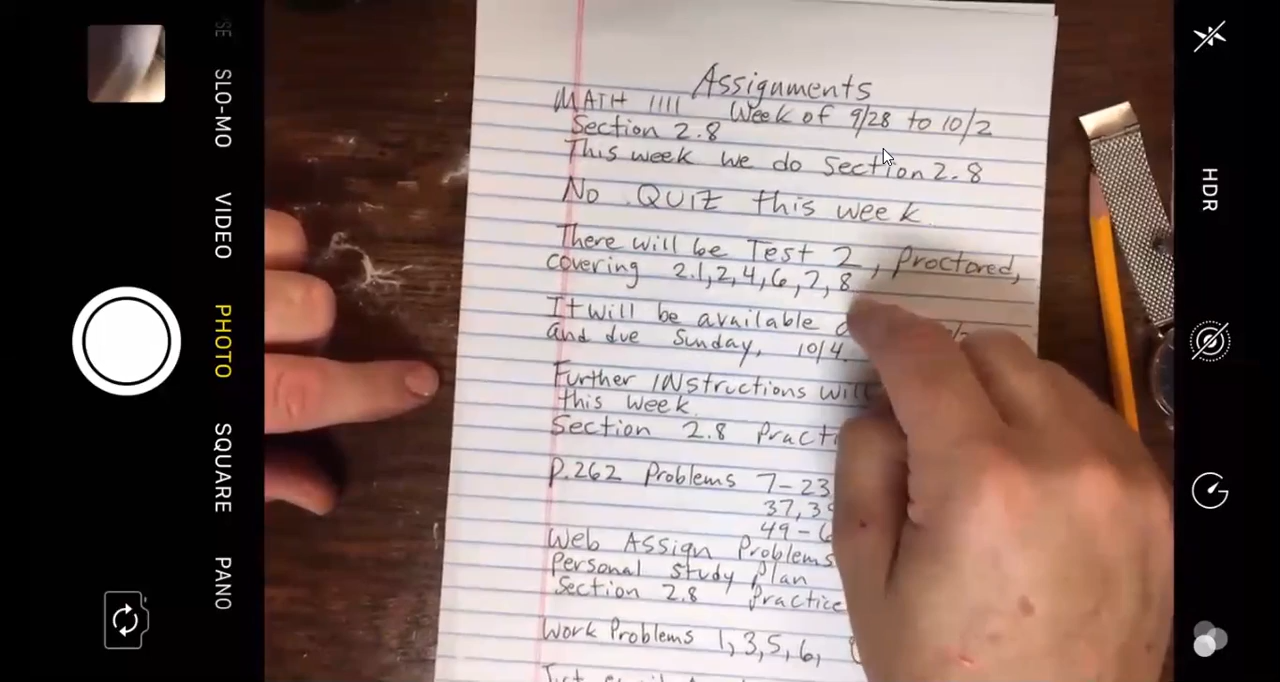 SLO-MO
VIDEO
PHOTO
SQUARE
PANO
HDR
Assignments
MATH 1111 Week of 9/28 to 10/2
Section 2.8
This week we do Section 2.8
No QUIZ this week
There will be Test 2, Proctored,
covering 2.1,2,4,6,7,8
It will be available
and due Sunday, 10/4
Further INstructions will
this week.
Section 2.8
P.262 Problems 7-23
37,
49-
Web Assign Problems
Personal Study Plan
Section 2.8 Practice
Work Problems 1,3,5,6,